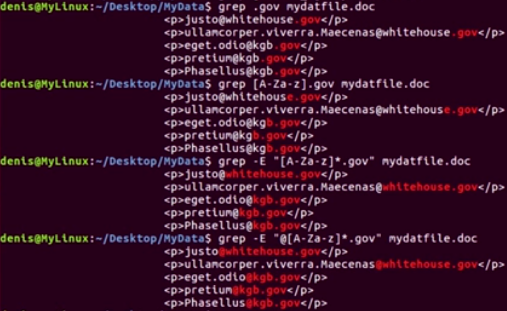 denis@MyLinux:~/Desktop/MyData$ grep .gov mydatfile.doc
<p>justo@whitehouse.gov</p>
<p>ullamcorper.viverra.Maecenas@whitehouse.gov</p>
<p>eget.odio@kgb.gov</p>
<p>pretium@kgb.gov</p>
<p>Phasellus@kgb.gov</p>
denis@MyLinux:~/Desktop/MyData$ grep [A-Za-z].gov mydatfile.doc
<p>justo@whitehouse.gov</p>
<p>ullamcorper.viverra.Maecenas@whitehouse.gov</p>
<p>eget.odio@kgb.gov</p>
<p>pretium@kgb.gov</p>
<p>Phasellus@kgb.gov</p>
denis@MyLinux:~/Desktop/MyData$ grep -E "[A-Za-z]*.gov" mydatfile.doc
<p>justo@whitehouse.gov</p>
<p>ullamcorper.viverra.Maecenas@whitehouse.gov</p>
<p>eget.odio@kgb.gov</p>
<p>pretium@kgb.gov</p>
<p>Phasellus@kgb.gov</p>
denis@MyLinux:~/Desktop/MyData$ grep -E "@[A-Za-z]*.gov" mydatfile.doc
<p>justo@whitehouse.gov</p>
<p>ullamcorper.viverra.Maecenas@whitehouse.gov</p>
<p>eget.odio@kgb.gov</p>
<p>pretium@kgb.gov</p>
<p>Phasellus@kgb.gov</p>